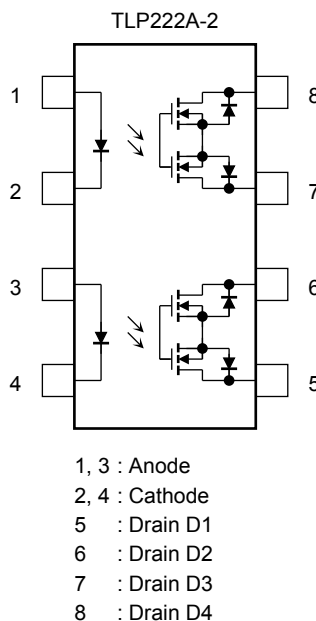 TLP222A-2
1
8
2
7
3
6
4
5
1, 3 : Anode
2, 4 : Cathode
5 : Drain D1
6 : Drain D2
7 : Drain D3
8 : Drain D4